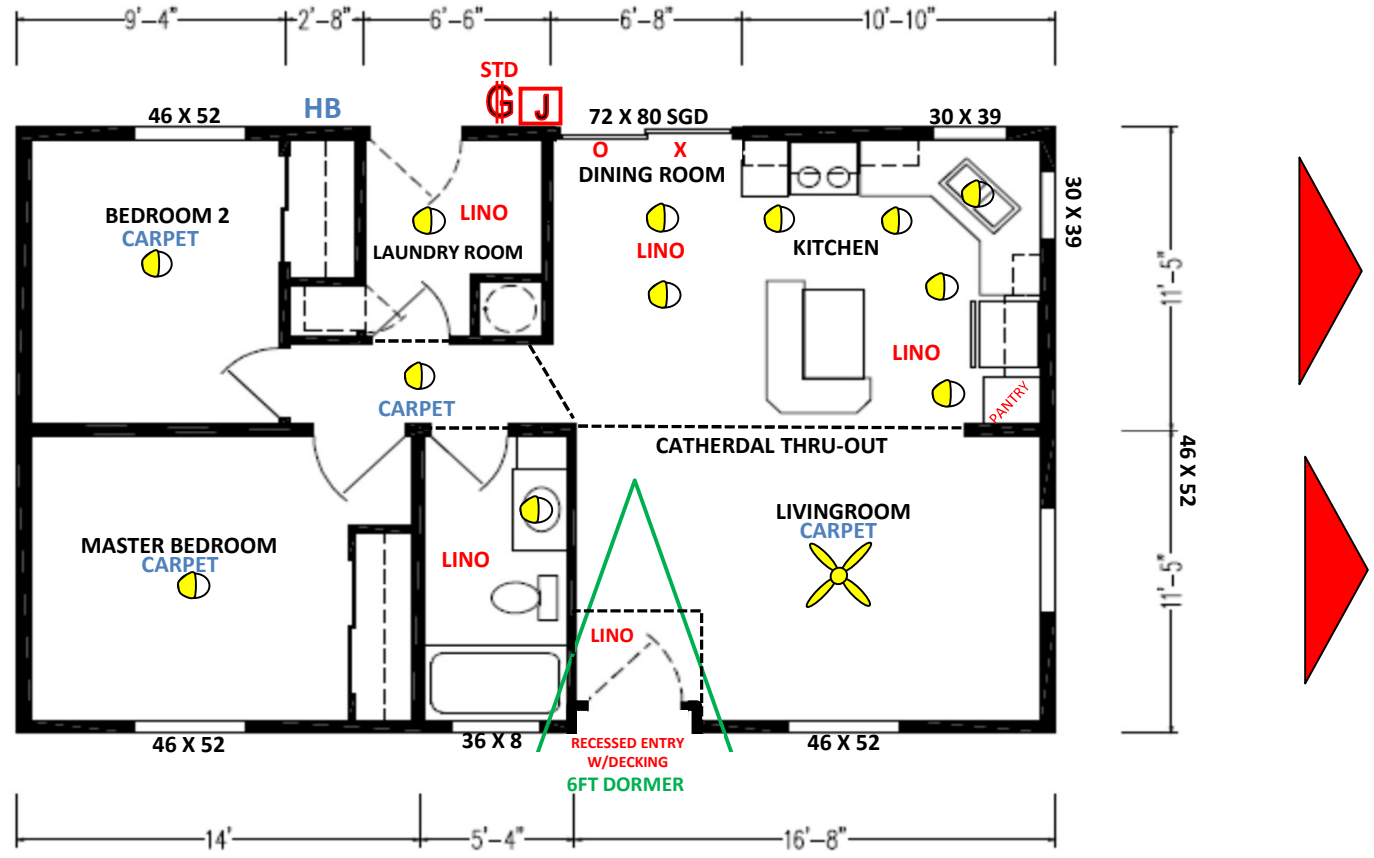 9'-4" 2'-8" 6'-6" 6'-8" 10'-10"
STD
G J
46 X 52 HB 72 X 80 SGD 30 X 39
O X
DINING ROOM
30 X 39
BEDROOM 2
CARPET
LINO
LAUNDRY ROOM
LINO
KITCHEN
11'-5"
LINO
CARPET
PANTRY
CATHERDAL THRU-OUT
46 X 52
LIVINGROOM
CARPET
MASTER BEDROOM
CARPET
LINO
11'-5"
LINO
46 X 52 36 X 8 RECESSED ENTRY 46 X 52
W/DECKING
6FT DORMER
14' 5'-4" 16'-8"